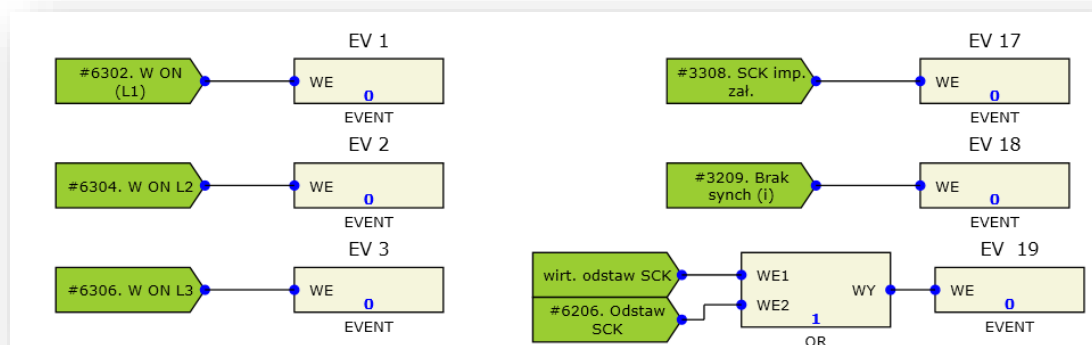 EV 1
#6302. W ON
(L1)
WE
0
EVENT
EV 2
#6304. W ON L2
WE
0
EVENT
EV 3
#6306. W ON L3
WE
0
EVENT
EV 17
#3308. SCK imp.
zał.
WE
0
EVENT
EV 18
#3209. Brak
synch (i)
WE
0
EVENT
EV 19
wirt. odstaw SCK
#6206. Odstaw
SCK
WE1
WE2
WY
1
OR
WE
0
EVENT